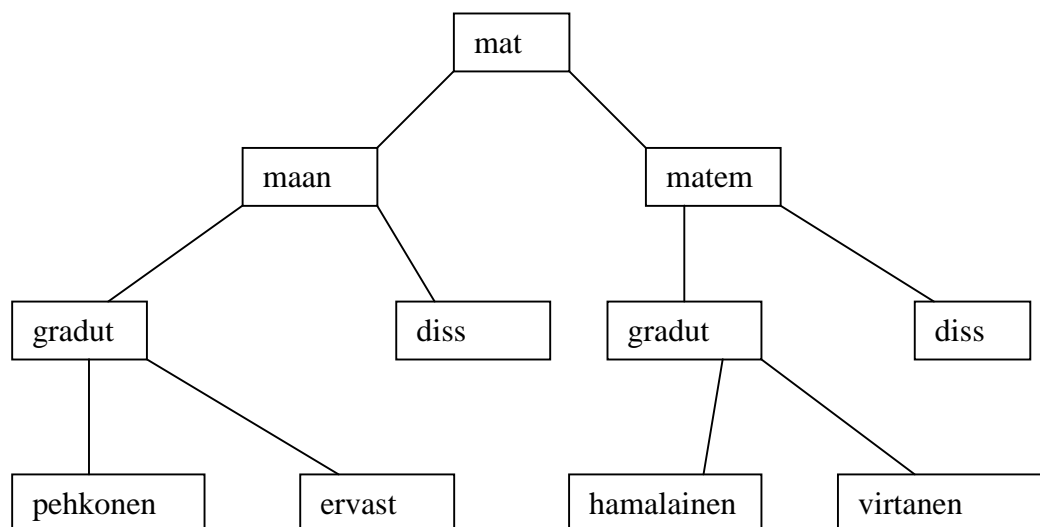 mat
maan matem
gradut diss gradut diss
pehkonen ervast hamalainen virtanen